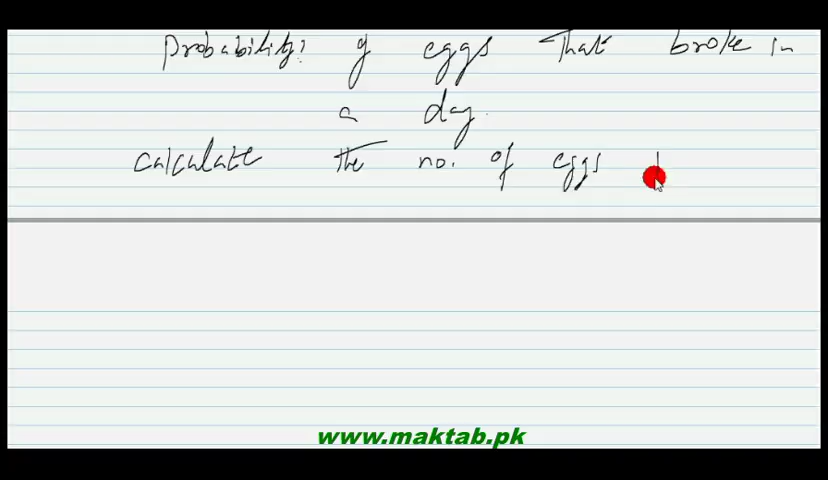 Probability of eggs that broke in
a day.
calculate the no. of eggs
www.maktab.pk